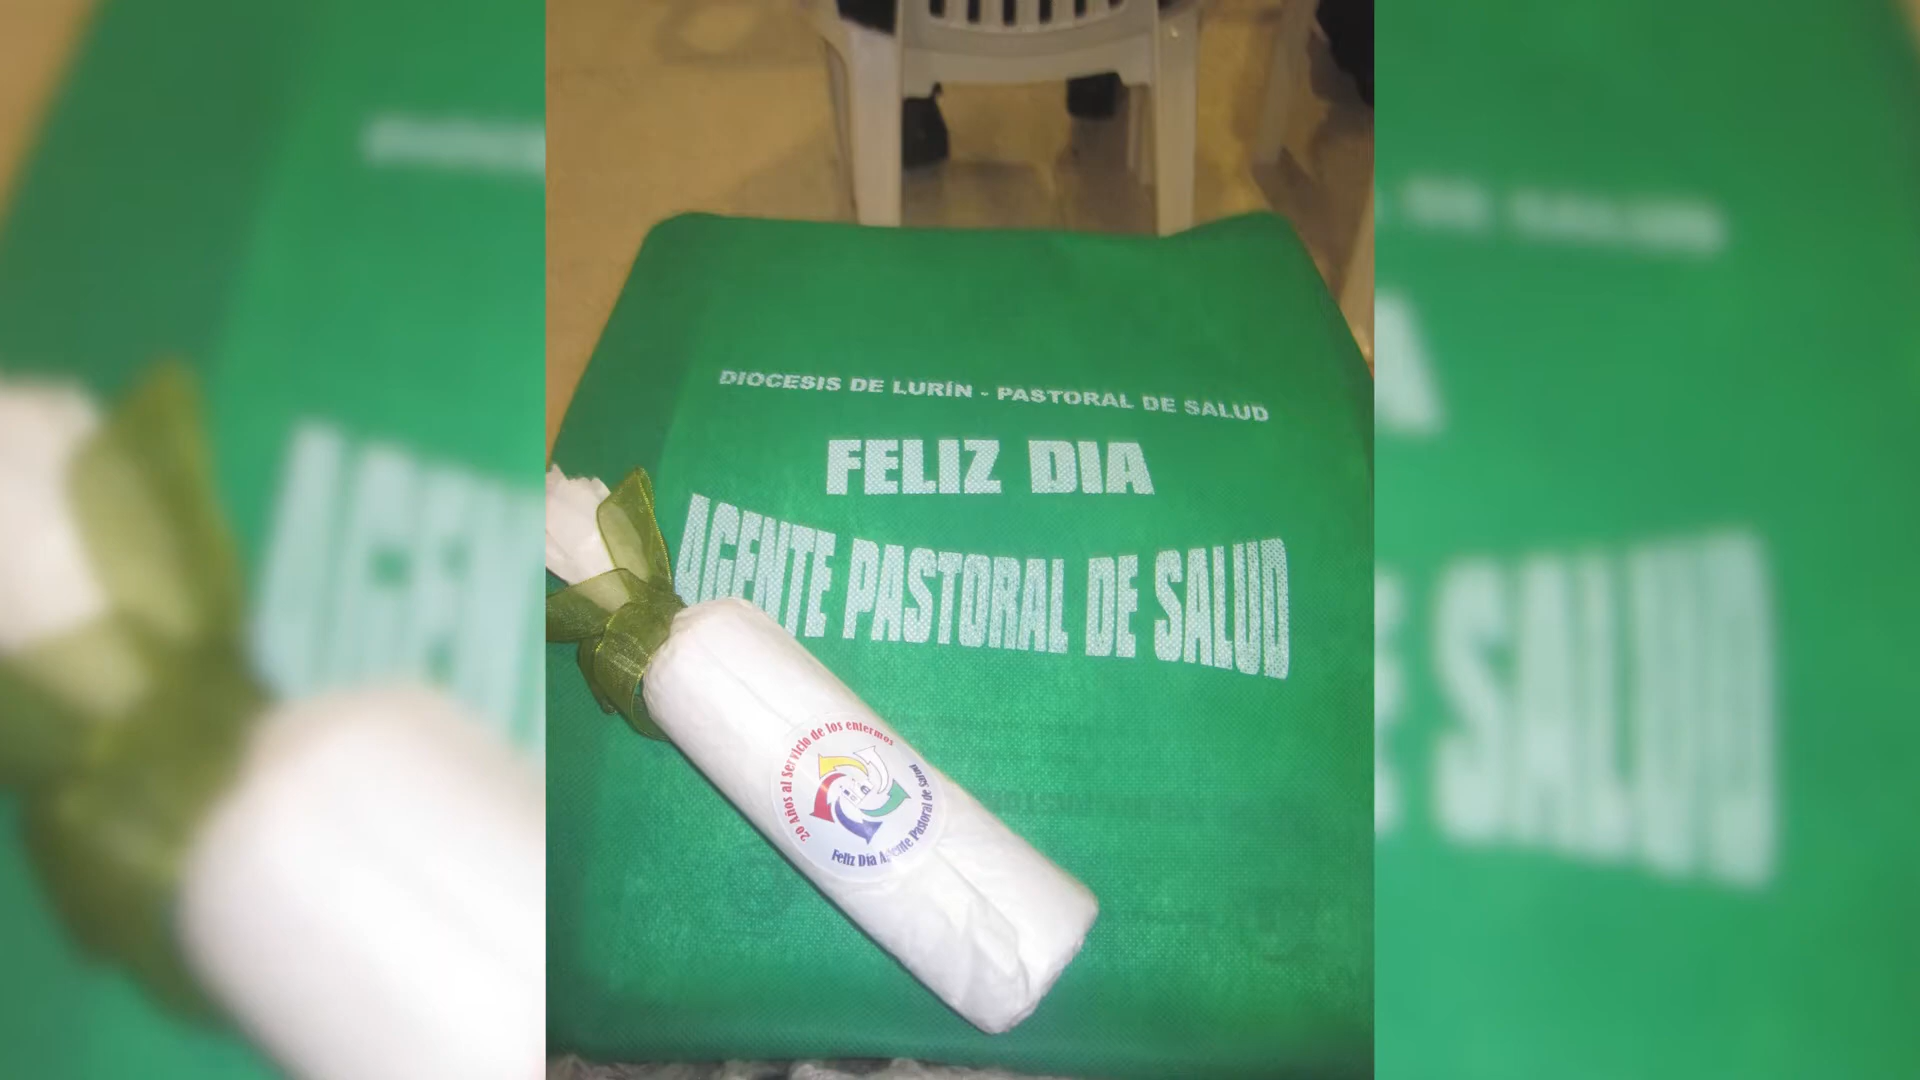 DIOCESIS DE LURÍN - PASTORAL DE SALUD
FELIZ DIA
AGENTE PASTORAL DE SALUD
20 Años al Servicio de los enfermos
Feliz Día Agente Pastoral de Salud